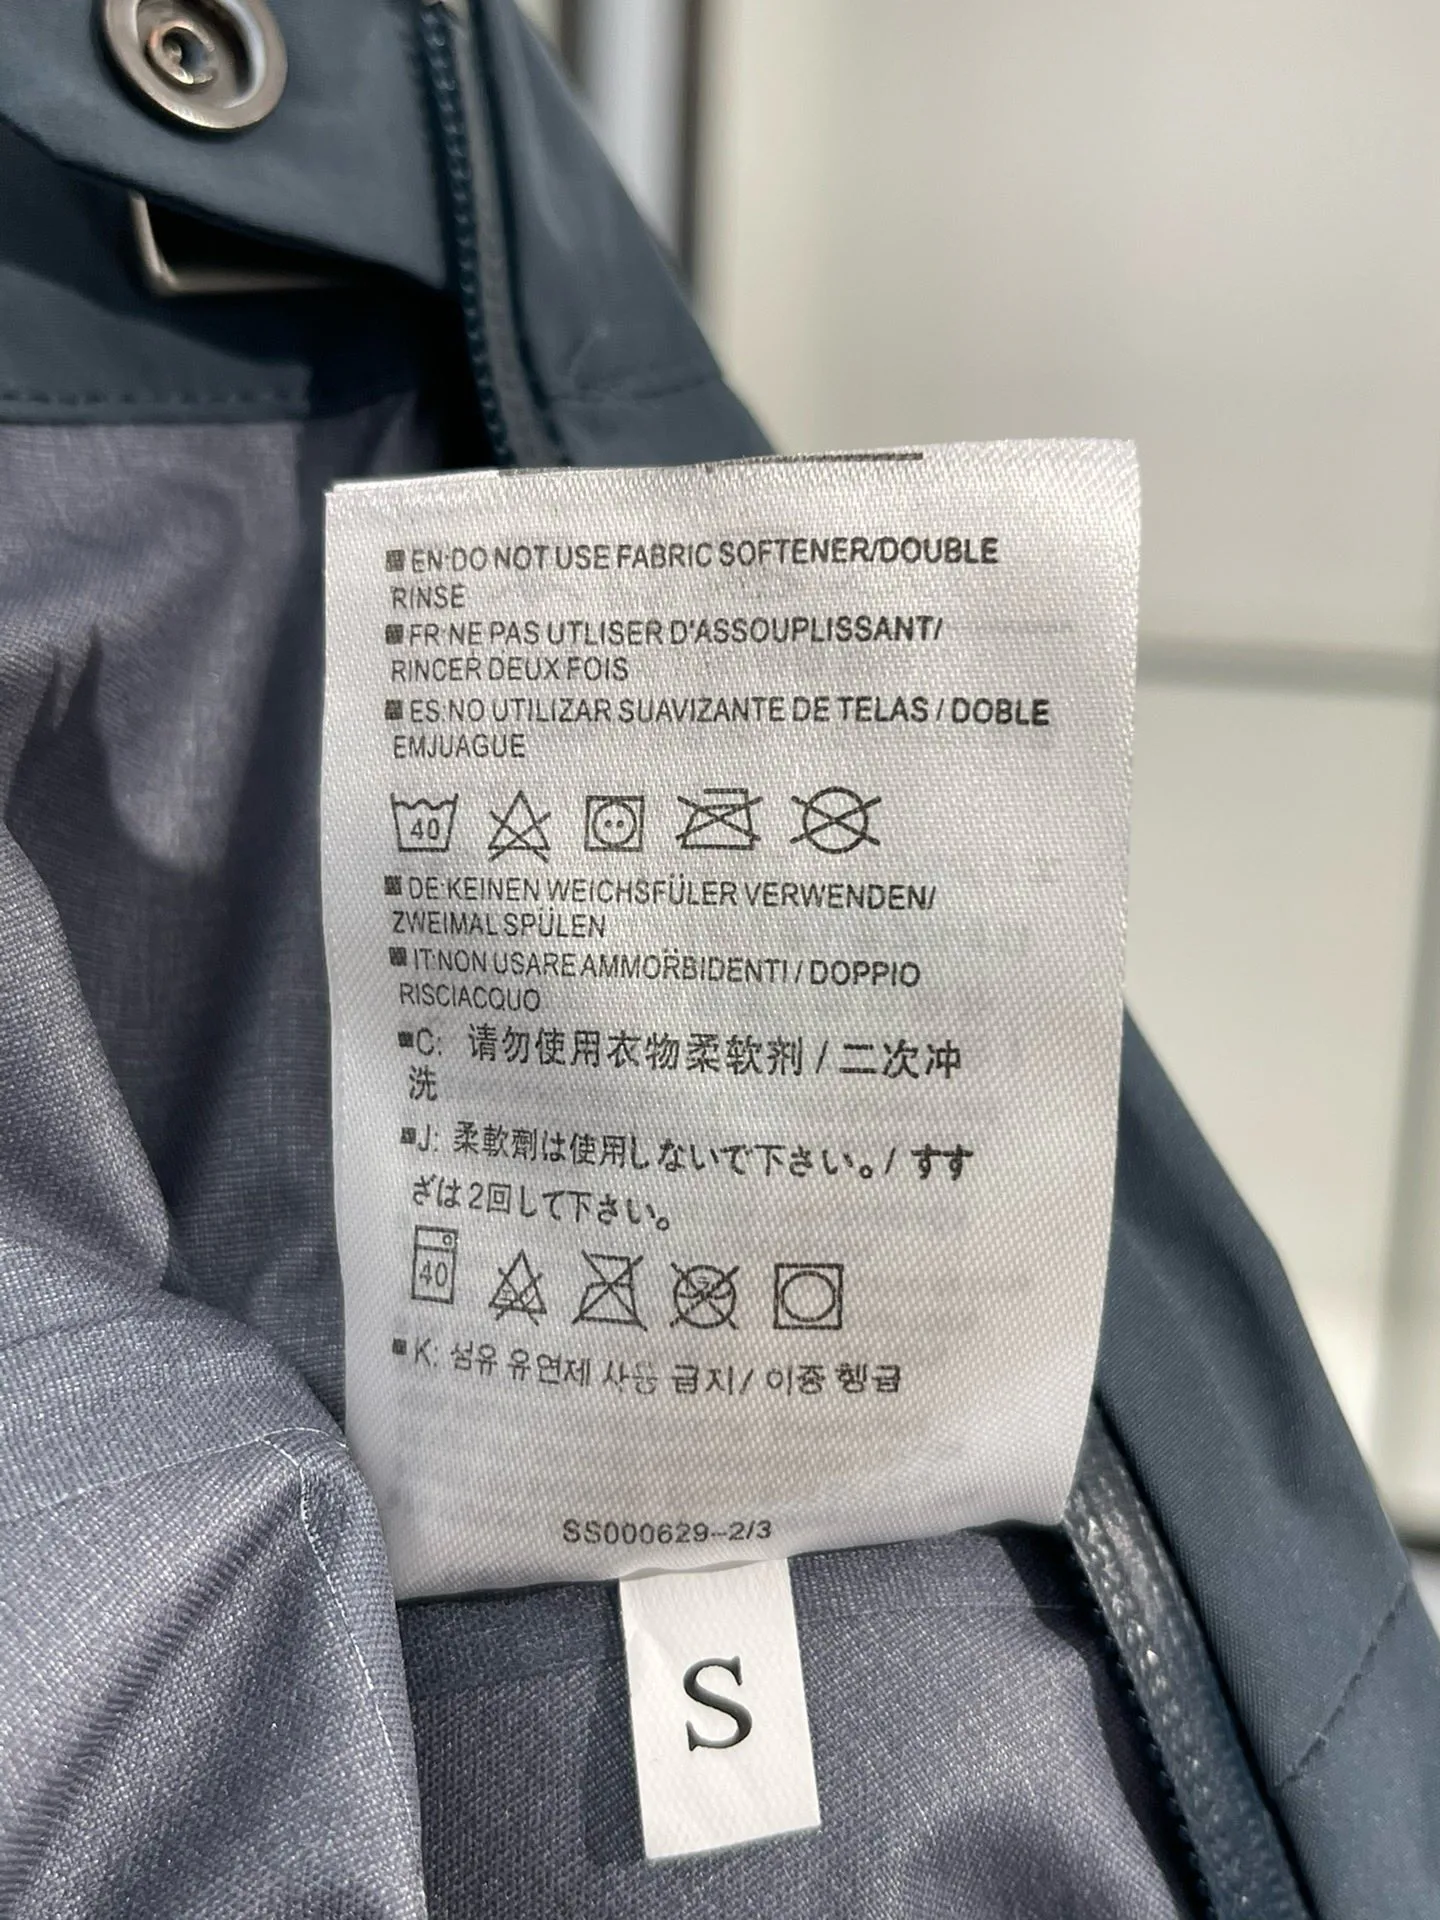 EN:DO NOT USE FABRIC SOFTENER/DOUBLE
RINSE
FR:NE PAS UTLISER D'ASSOUPLISSANT/
RINCER DEUX FOIS
ES:NO UTILIZAR SUAVIZANTE DE TELAS / DOBLE
EMJUAGUE
40
DE:KEINEN WEICHSFÜLER VERWENDEN/
ZWEIMAL SPÜLEN
IT:NON USARE AMMORBIDENTI / DOPPIO
RISCIACQUO
C: 请勿使用衣物柔软剂 / 二次冲
洗
J: 柔軟劑は使用しないで下さい。/ すす
ざは2回して下さい。
40
K: 섬유 유연제 사용 금지/ 이중 헹굼
SS000629-2/3
S